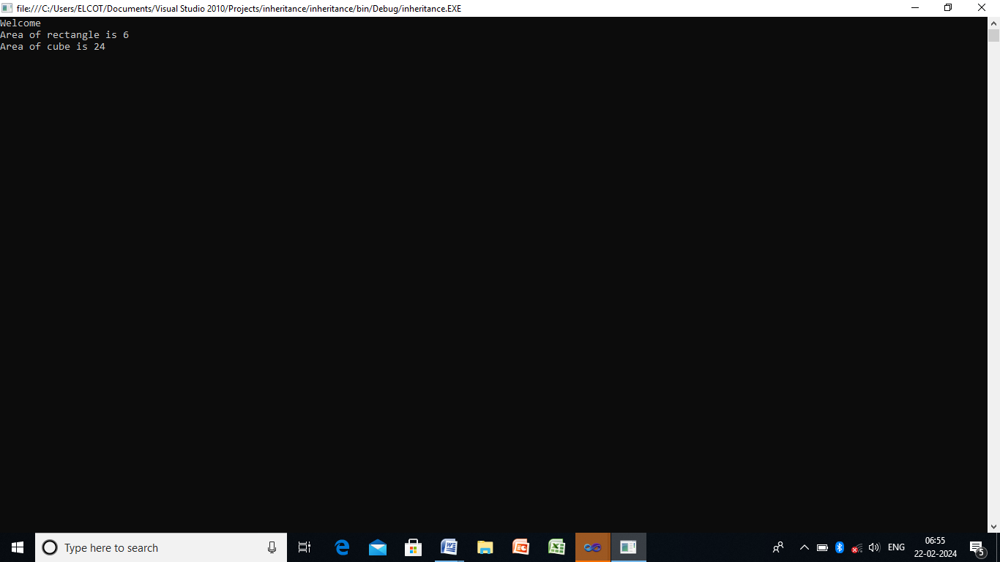 file:///C:/Users/ELCOT/Documents/Visual Studio 2010/Projects/inheritance/inheritance/bin/Debug/inheritance.EXE
Welcome
Area of rectangle is 6
Area of cube is 24
Type here to search
ENG
06:55
22-02-2024
5